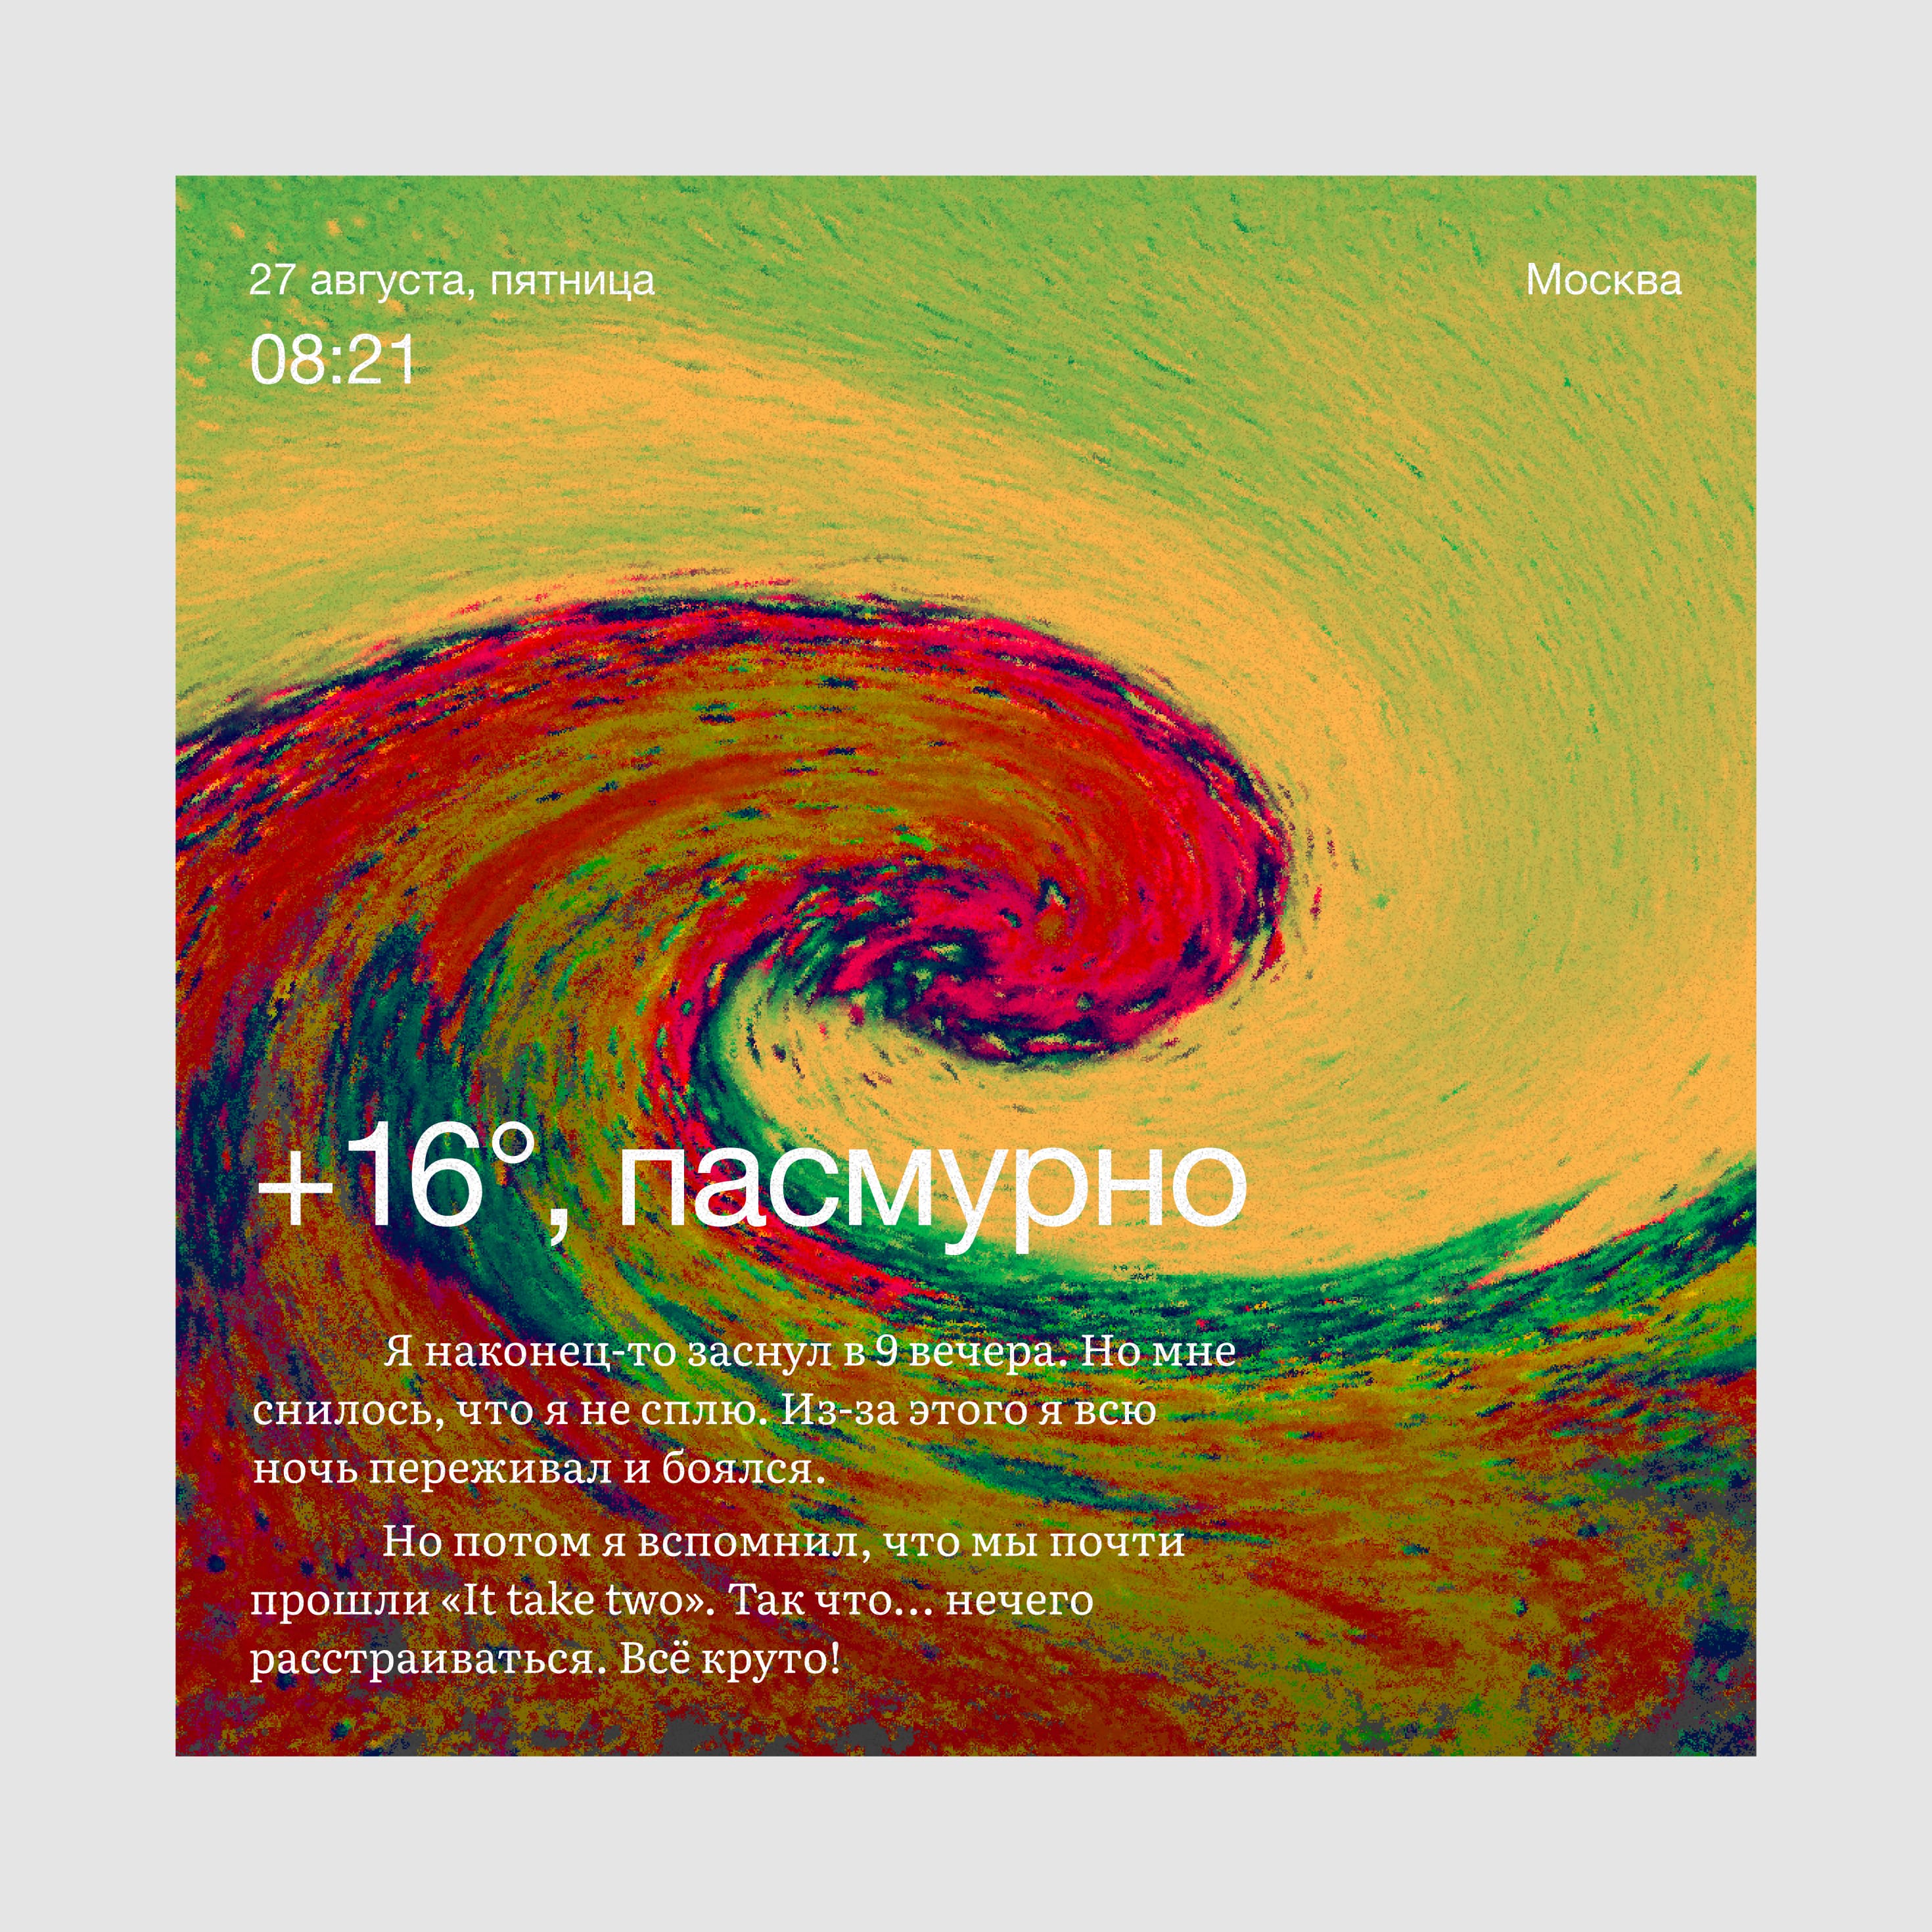 27 августа, пятница
Москва
08:21
+16°, пасмурно
Я наконец-то заснул в 9 вечера. Но мне
снилось, что я не сплю. Из-за этого я всю
ночь переживал и боялся.
Но потом я вспомнил, что мы почти
прошли «It take two». Так что... нечего
расстраиваться. Всё круто!